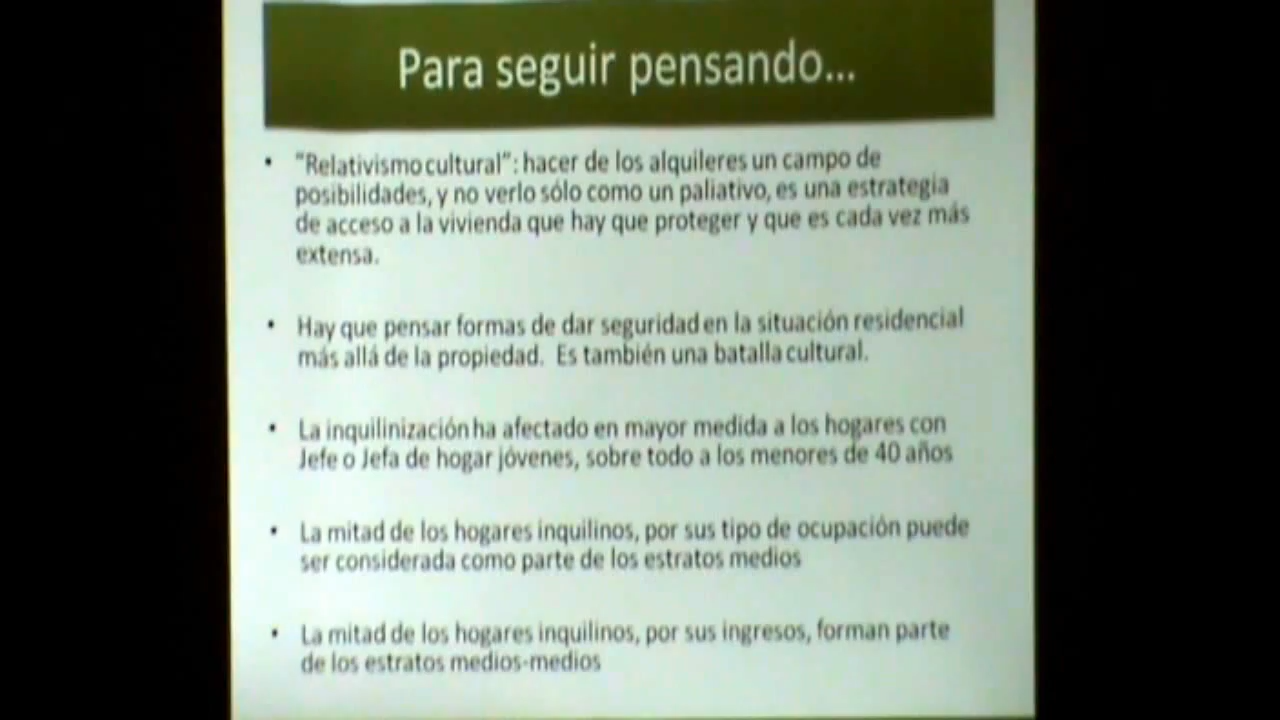 Para seguir pensando...
• "Relativismo cultural": hacer de los alquileres un campo de
posibilidades, y no verlo sólo como un paliativo, es una estrategia
de acceso a la vivienda que hay que proteger y que es cada vez más
extensa.
• Hay que pensar formas de dar seguridad en la situación residencial
más allá de la propiedad. Es también una batalla cultural.
• La inquilinización ha afectado en mayor medida a los hogares con
Jefe o Jefa de hogar jóvenes, sobre todo a los menores de 40 años
• La mitad de los hogares inquilinos, por sus tipo de ocupación puede
ser considerada como parte de los estratos medios
• La mitad de los hogares inquilinos, por sus ingresos, forman parte
de los estratos medios-medios